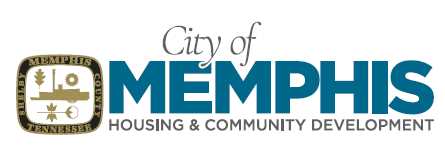 City of
MEMPHIS
HOUSING & COMMUNITY DEVELOPMENT
MEMPHIS
SHELBY
COUNTY
TENNESSEE